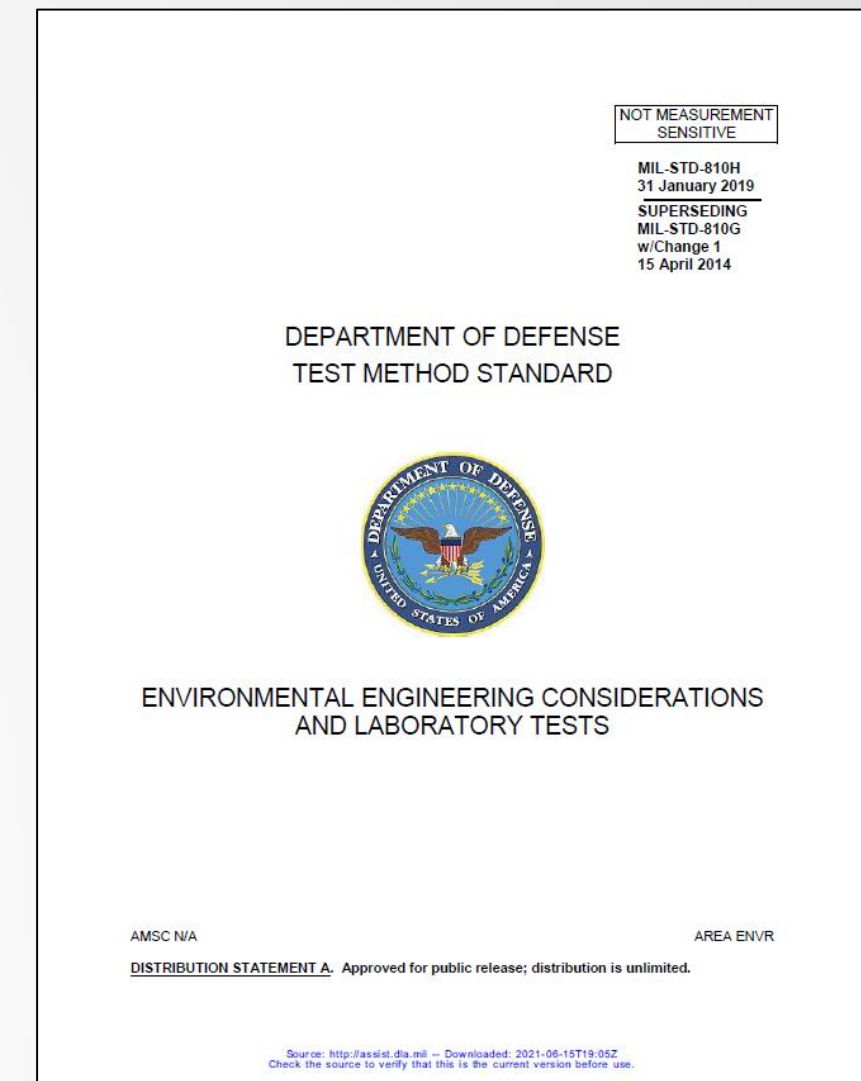 NOT MEASUREMENT
SENSITIVE
MIL-STD-810H
31 January 2019
SUPERSEDING
MIL-STD-810G
w/Change 1
15 April 2014
DEPARTMENT OF DEFENSE
TEST METHOD STANDARD
DEPARTMENT OF DEFENSE
UNITED STATES OF AMERICA
ENVIRONMENTAL ENGINEERING CONSIDERATIONS
AND LABORATORY TESTS
AMSC N/A
AREA ENVR
DISTRIBUTION STATEMENT A. Approved for public release; distribution is unlimited.
Source: http://assist.dla.mil -- Downloaded: 2021-06-15T19:05Z
Check the source to verify that this is the current version before use.